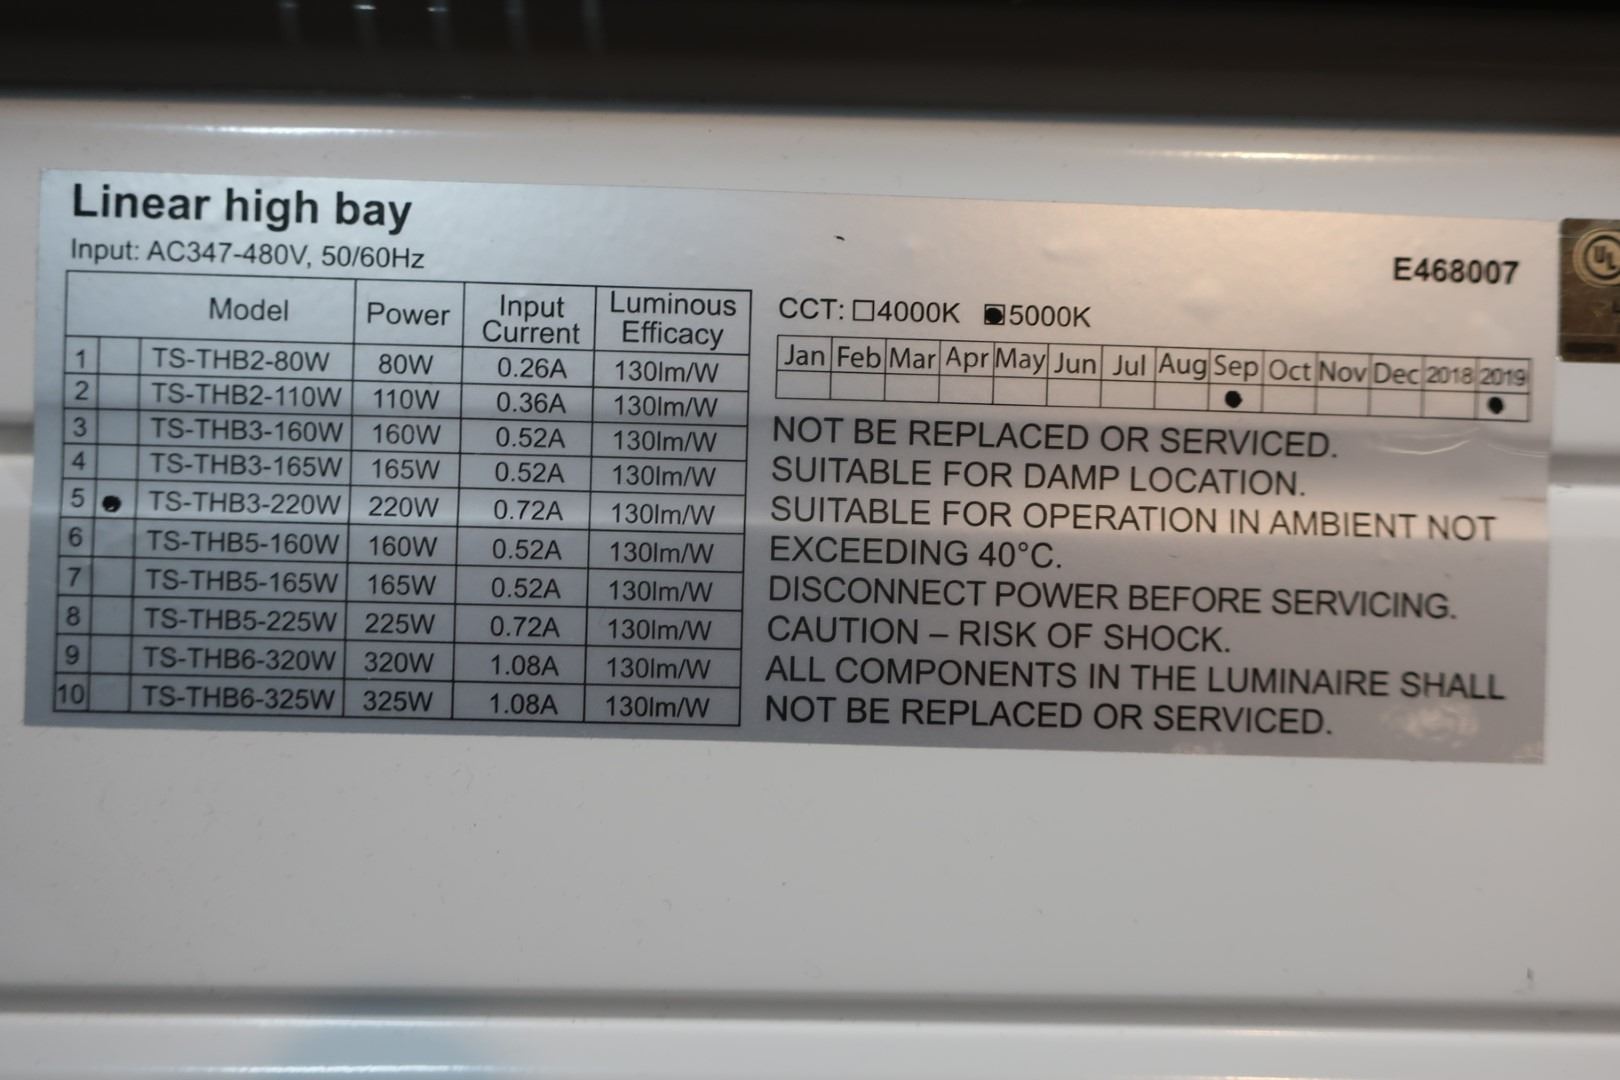 Linear high bay
Input: AC347-480V, 50/60Hz
Model Power Input Current Luminous Efficacy
1 TS-THB2-80W 80W 0.26A 130lm/W
2 TS-THB2-110W 110W 0.36A 130lm/W
3 TS-THB3-160W 160W 0.52A 130lm/W
4 TS-THB3-165W 165W 0.52A 130lm/W
5 TS-THB3-220W 220W 0.72A 130lm/W
6 TS-THB5-160W 160W 0.52A 130lm/W
7 TS-THB5-165W 165W 0.52A 130lm/W
8 TS-THB5-225W 225W 0.72A 130lm/W
9 TS-THB6-320W 320W 1.08A 130lm/W
10 TS-THB6-325W 325W 1.08A 130lm/W
E468007
CCT: 4000K 5000K
Jan Feb Mar Apr May Jun Jul Aug Sep Oct Nov Dec 2018 2019
NOT BE REPLACED OR SERVICED.
SUITABLE FOR DAMP LOCATION.
SUITABLE FOR OPERATION IN AMBIENT NOT
EXCEEDING 40°C.
DISCONNECT POWER BEFORE SERVICING.
CAUTION – RISK OF SHOCK.
ALL COMPONENTS IN THE LUMINAIRE SHALL
NOT BE REPLACED OR SERVICED.
UL